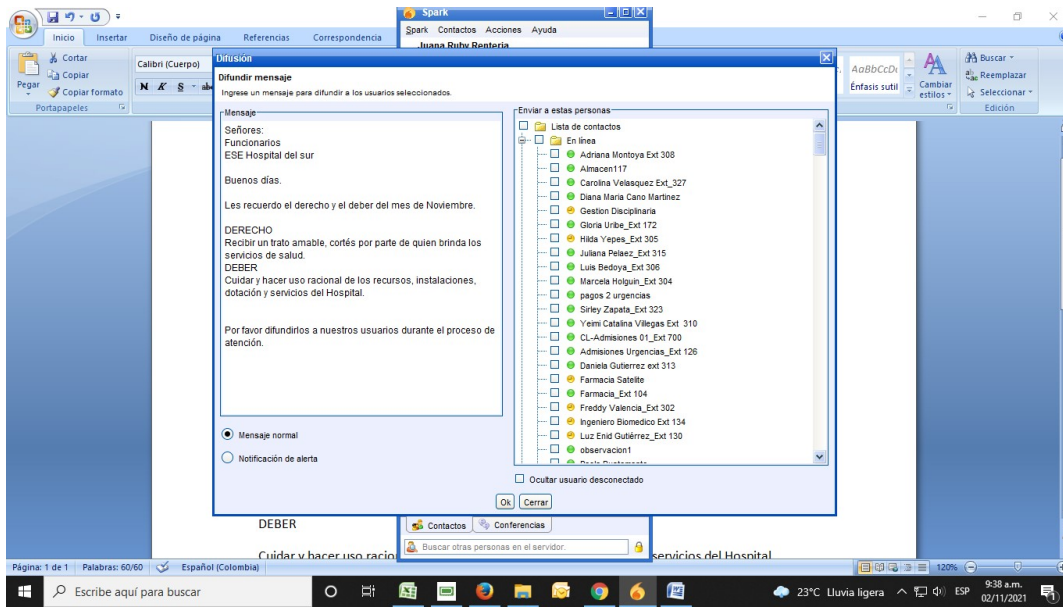 Spark
Spark Contactos Acciones Ayuda
Juana Ruby Renteria
Inicio Insertar Diseño de página Referencias Correspondencia
Pegar
Cortar
Copiar
Copiar formato
Portapapeles
Calibri (Cuerpo)
N K S
AaBbCcDc
Énfasis sutil
Cambiar estilos
Buscar
Reemplazar
Seleccionar
Edición
Difusión
Difundir mensaje
Ingrese un mensaje para difundir a los usuarios seleccionados.
Mensaje
Señores:
Funcionarios
ESE Hospital del sur
Buenos días.
Les recuerdo el derecho y el deber del mes de Noviembre.
DERECHO
Recibir un trato amable, cortés por parte de quien brinda los
servicios de salud.
DEBER
Cuidar y hacer uso racional de los recursos, instalaciones,
dotación y servicios del Hospital.
Por favor difundirlos a nuestros usuarios durante el proceso de
atención.
Mensaje normal
Notificación de alerta
Enviar a estas personas
Lista de contactos
En línea
Adriana Montoya Ext 308
Almacen117
Carolina Velasquez Ext_327
Diana Maria Cano Martinez
Gestion Disciplinaria
Gloria Uribe_Ext 172
Hilda Yepes_Ext 305
Juliana Pelaez_Ext 315
Luis Bedoya_Ext 306
Marcela Holguin_Ext 304
pagos 2 urgencias
Sirley Zapata_Ext 323
Yeimi Catalina Villegas Ext 310
CL-Admisiones 01_Ext 700
Admisiones Urgencias_Ext 126
Daniela Gutierrez ext 313
Farmacia Satelite
Farmacia_Ext 104
Freddy Valencia_Ext 302
Ingeniero Biomedico Ext 134
Luz Enid Gutiérrez_Ext 130
observacion1
Ocultar usuario desconectado
Ok Cerrar
DEBER
Contactos Conferencias
Cuidar y hacer uso racio
Buscar otras personas en el servidor.
servicios del Hospital
Página: 1 de 1 Palabras: 60/60 Español (Colombia) 120%
Escribe aquí para buscar
23°C Lluvia ligera ESP
9:38 a.m.
02/11/2021